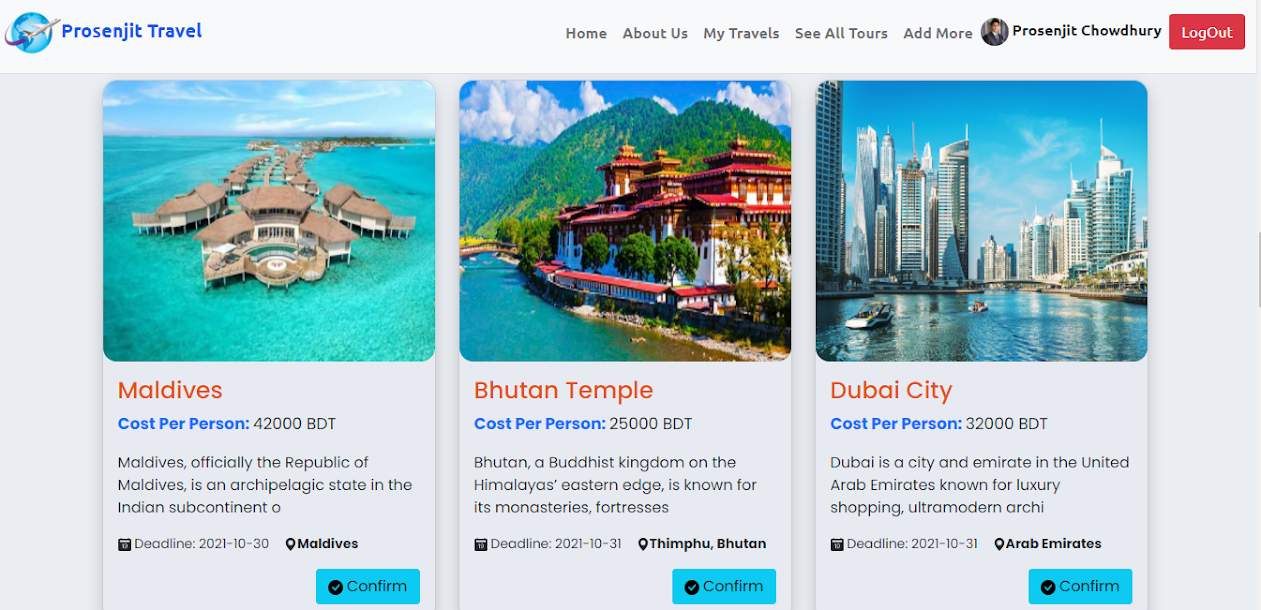 Prosenjit Travel
Home About Us My Travels See All Tours Add More Prosenjit Chowdhury LogOut
Maldives
Cost Per Person: 42000 BDT
Maldives, officially the Republic of
Maldives, is an archipelagic state in the
Indian subcontinent o
Deadline: 2021-10-30 Maldives
Confirm
Bhutan Temple
Cost Per Person: 25000 BDT
Bhutan, a Buddhist kingdom on the
Himalayas’ eastern edge, is known for
its monasteries, fortresses
Deadline: 2021-10-31 Thimphu, Bhutan
Confirm
Dubai City
Cost Per Person: 32000 BDT
Dubai is a city and emirate in the United
Arab Emirates known for luxury
shopping, ultramodern archi
Deadline: 2021-10-31 Arab Emirates
Confirm